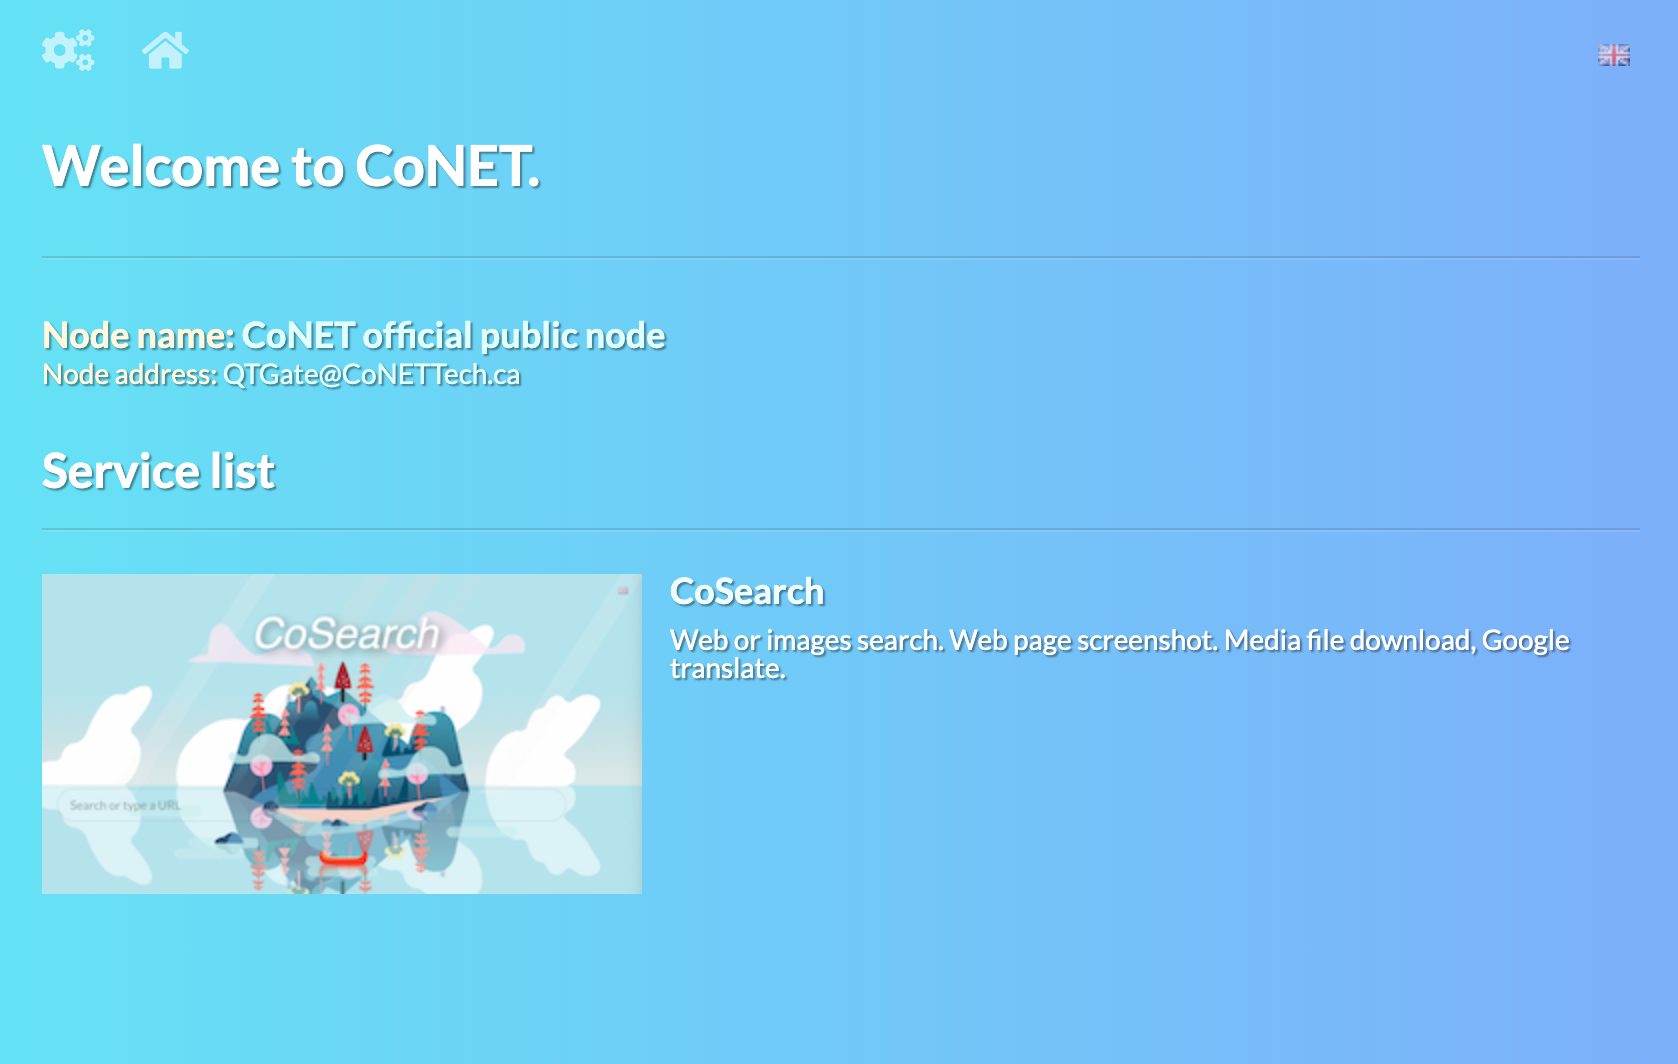 Welcome to CoNET.
Node name: CoNET official public node
Node address: QTGate@CoNETTech.ca
Service list
CoSearch
Search or type a URL
CoSearch
Web or images search. Web page screenshot. Media file download, Google
translate.